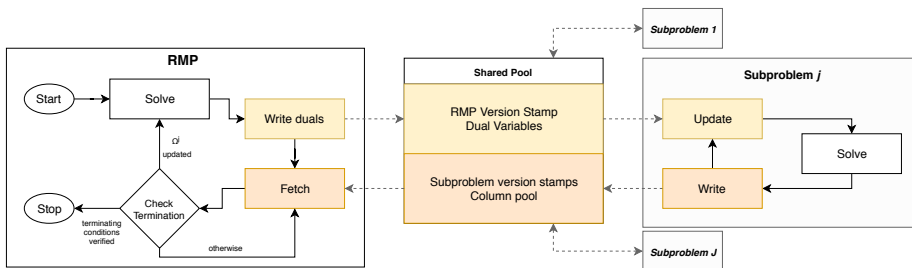 RMP
Start
Solve
Write duals
Ωʲ
updated
Fetch
Check
Termination
Stop
terminating
conditions
verified
otherwise
Shared Pool
RMP Version Stamp
Dual Variables
Subproblem version stamps
Column pool
Subproblem 1
Subproblem j
Update
Solve
Write
Subproblem J